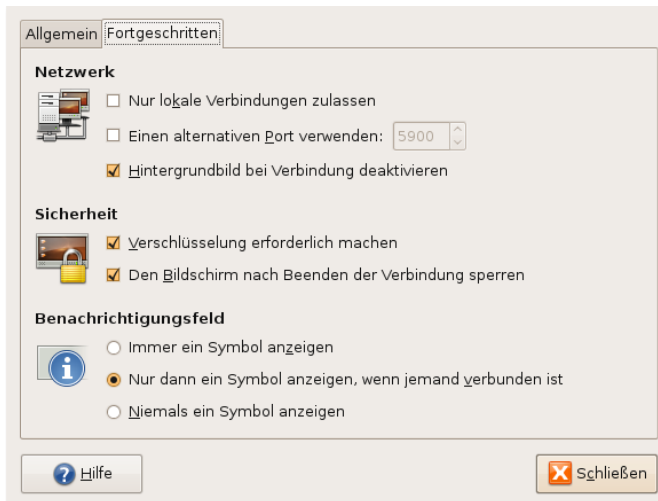 Allgemein
Fortgeschritten
Netzwerk
Nur lokale Verbindungen zulassen
Einen alternativen Port verwenden: 5900
Hintergrundbild bei Verbindung deaktivieren
Sicherheit
Verschlüsselung erforderlich machen
Den Bildschirm nach Beenden der Verbindung sperren
Benachrichtigungsfeld
Immer ein Symbol anzeigen
Nur dann ein Symbol anzeigen, wenn jemand verbunden ist
Niemals ein Symbol anzeigen
Hilfe
Schließen